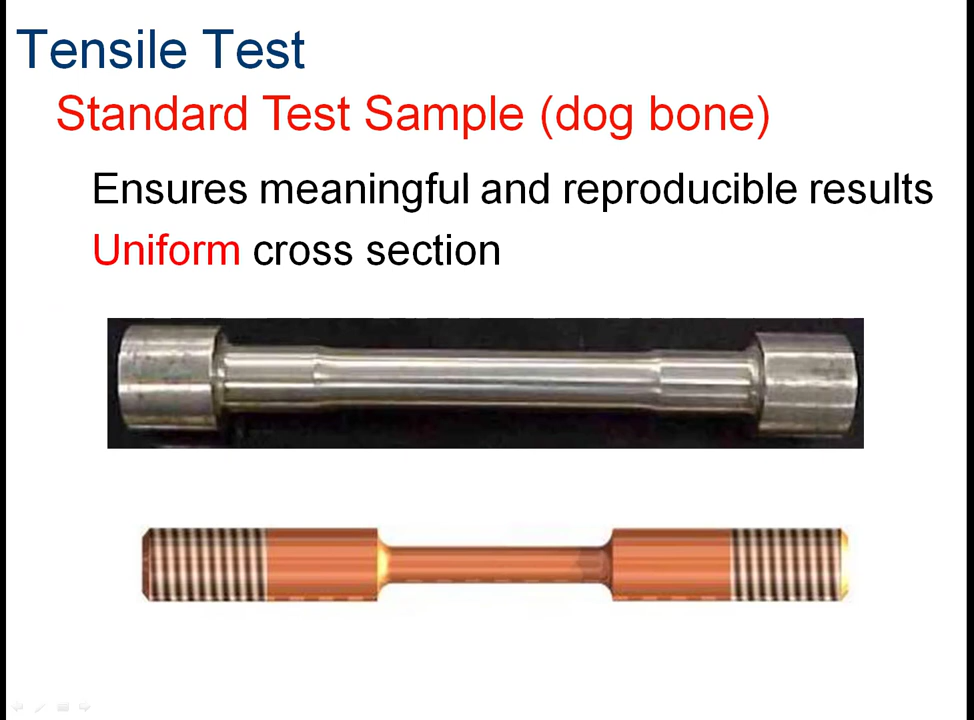 Tensile Test
Standard Test Sample (dog bone)
Ensures meaningful and reproducible results
Uniform cross section